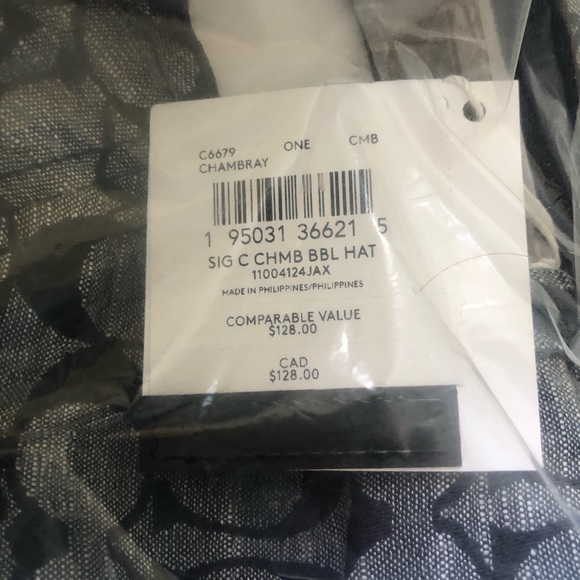 C6679 ONE CMB
CHAMBRAY
1 95031 36621 5
SIG C CHMB BBL HAT
11004124JAX
MADE IN PHILIPPINES/PHILIPPINES
COMPARABLE VALUE
$128.00
CAD
$128.00